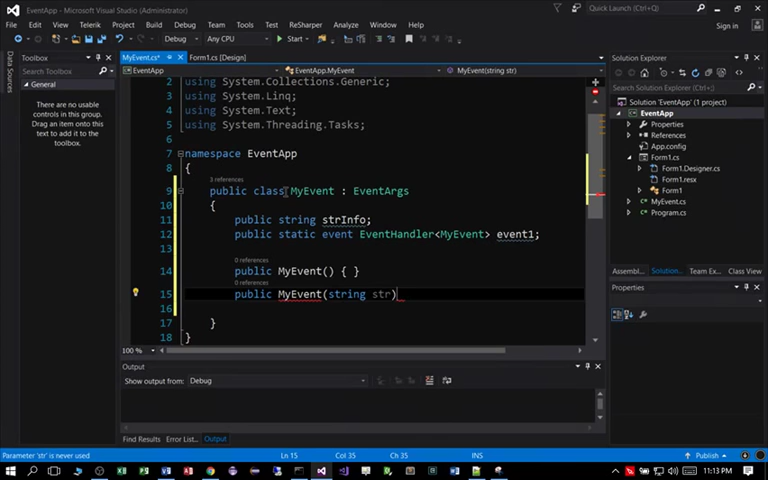 EventApp - Microsoft Visual Studio
Quick Launch (Ctrl+Q)
File Edit View Telerik Project Build Debug Team Tools Test ReSharper Analyze Window Help
Sign in
Debug Any CPU Start
Data Sources
Toolbox
Search Toolbox
General
There are no usable
controls in this group.
Drag an item onto this
text to add it to the
toolbox.
MyEvent.cs* Form1.cs [Design]
EventApp EventApp.MyEvent MyEvent(string str)
2 using System.Collections.Generic;
3 using System.Linq;
4 using System.Text;
5 using System.Threading.Tasks;
6
7 namespace EventApp
8 {
3 references
9 public class MyEvent : EventArgs
10 {
11 public string strInfo;
12 public static event EventHandler<MyEvent> event1;
13
0 references
14 public MyEvent() { }
0 references
15 public MyEvent(string str)
16
17 }
18 }
100 %
Output
Show output from: Debug
Find Results Error List... Output
Solution Explorer
Search Solution Explorer (Ctrl+;)
Solution 'EventApp' (1 project)
EventApp
Properties
References
App.config
Form1.cs
Form1.Designer.cs
Form1.resx
Form1
MyEvent.cs
Program.cs
Assembl... Solution... Team Ex... Class View
Properties
Parameter 'str' is never used Ln 15 Col 35 Ch 35 INS Publish
11:13 PM